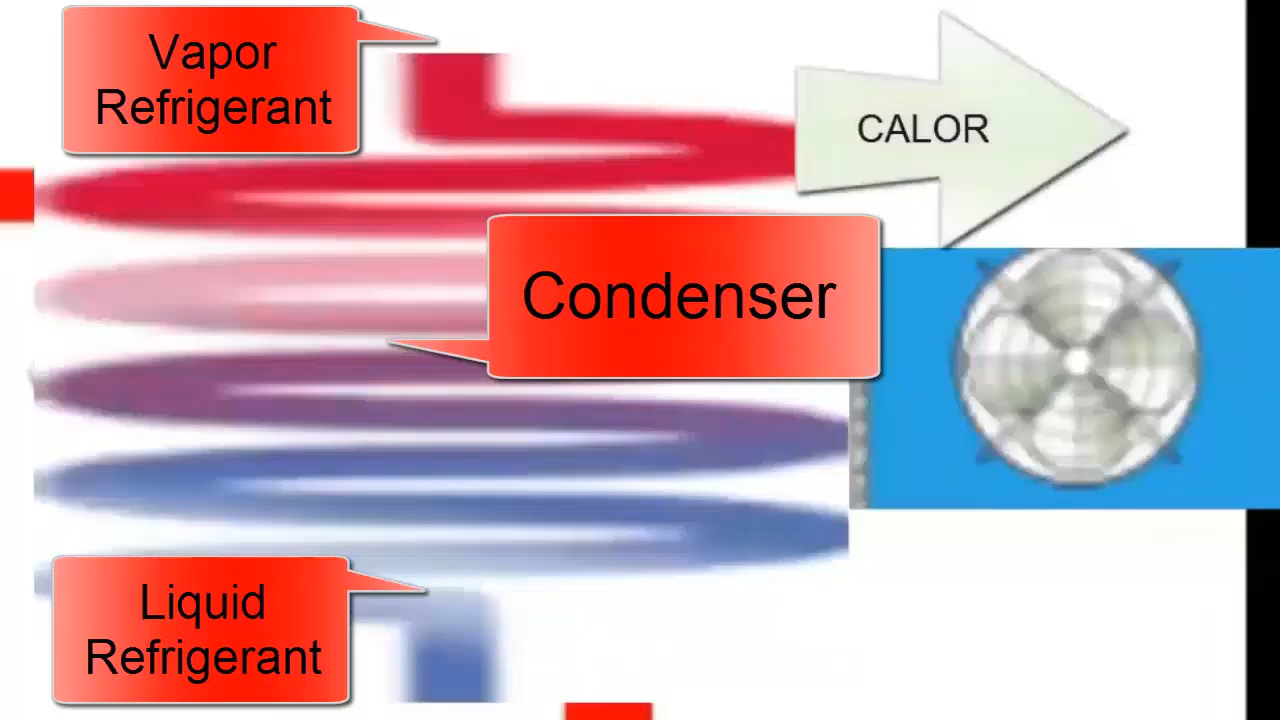 Vapor
Refrigerant
CALOR
Condenser
Liquid
Refrigerant